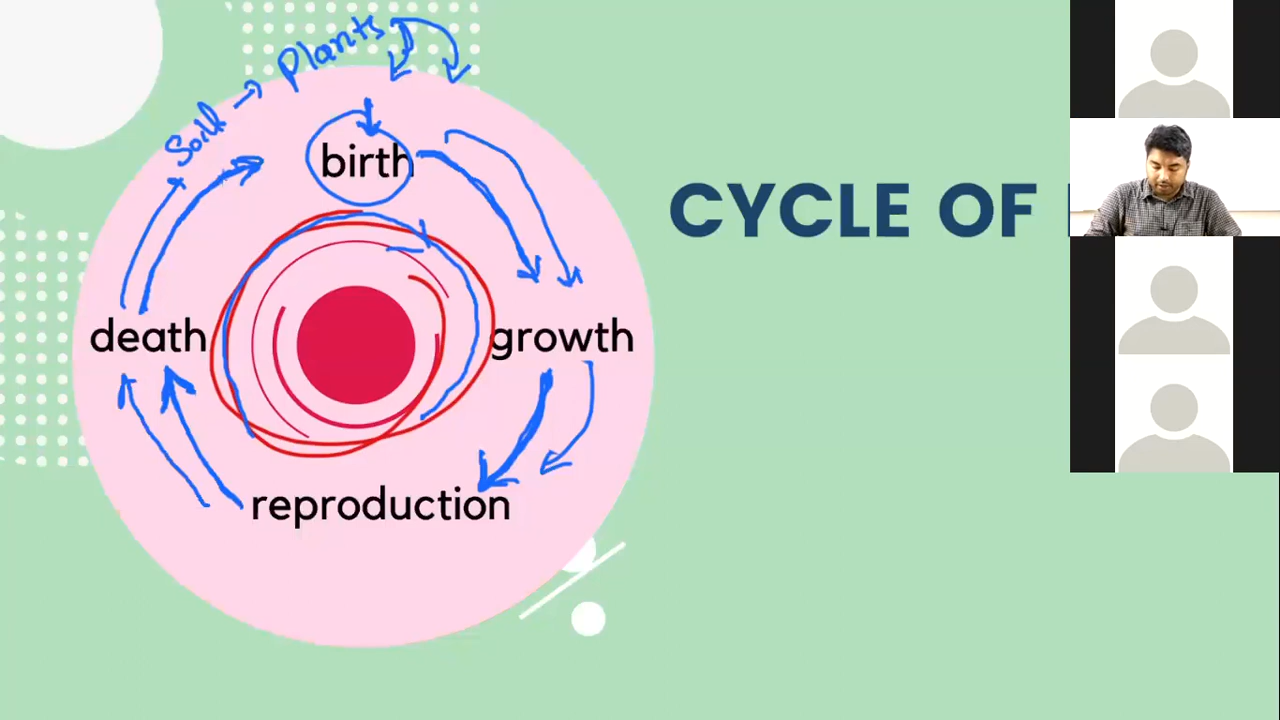 Soil → Plants
birth
CYCLE OF
death
growth
reproduction